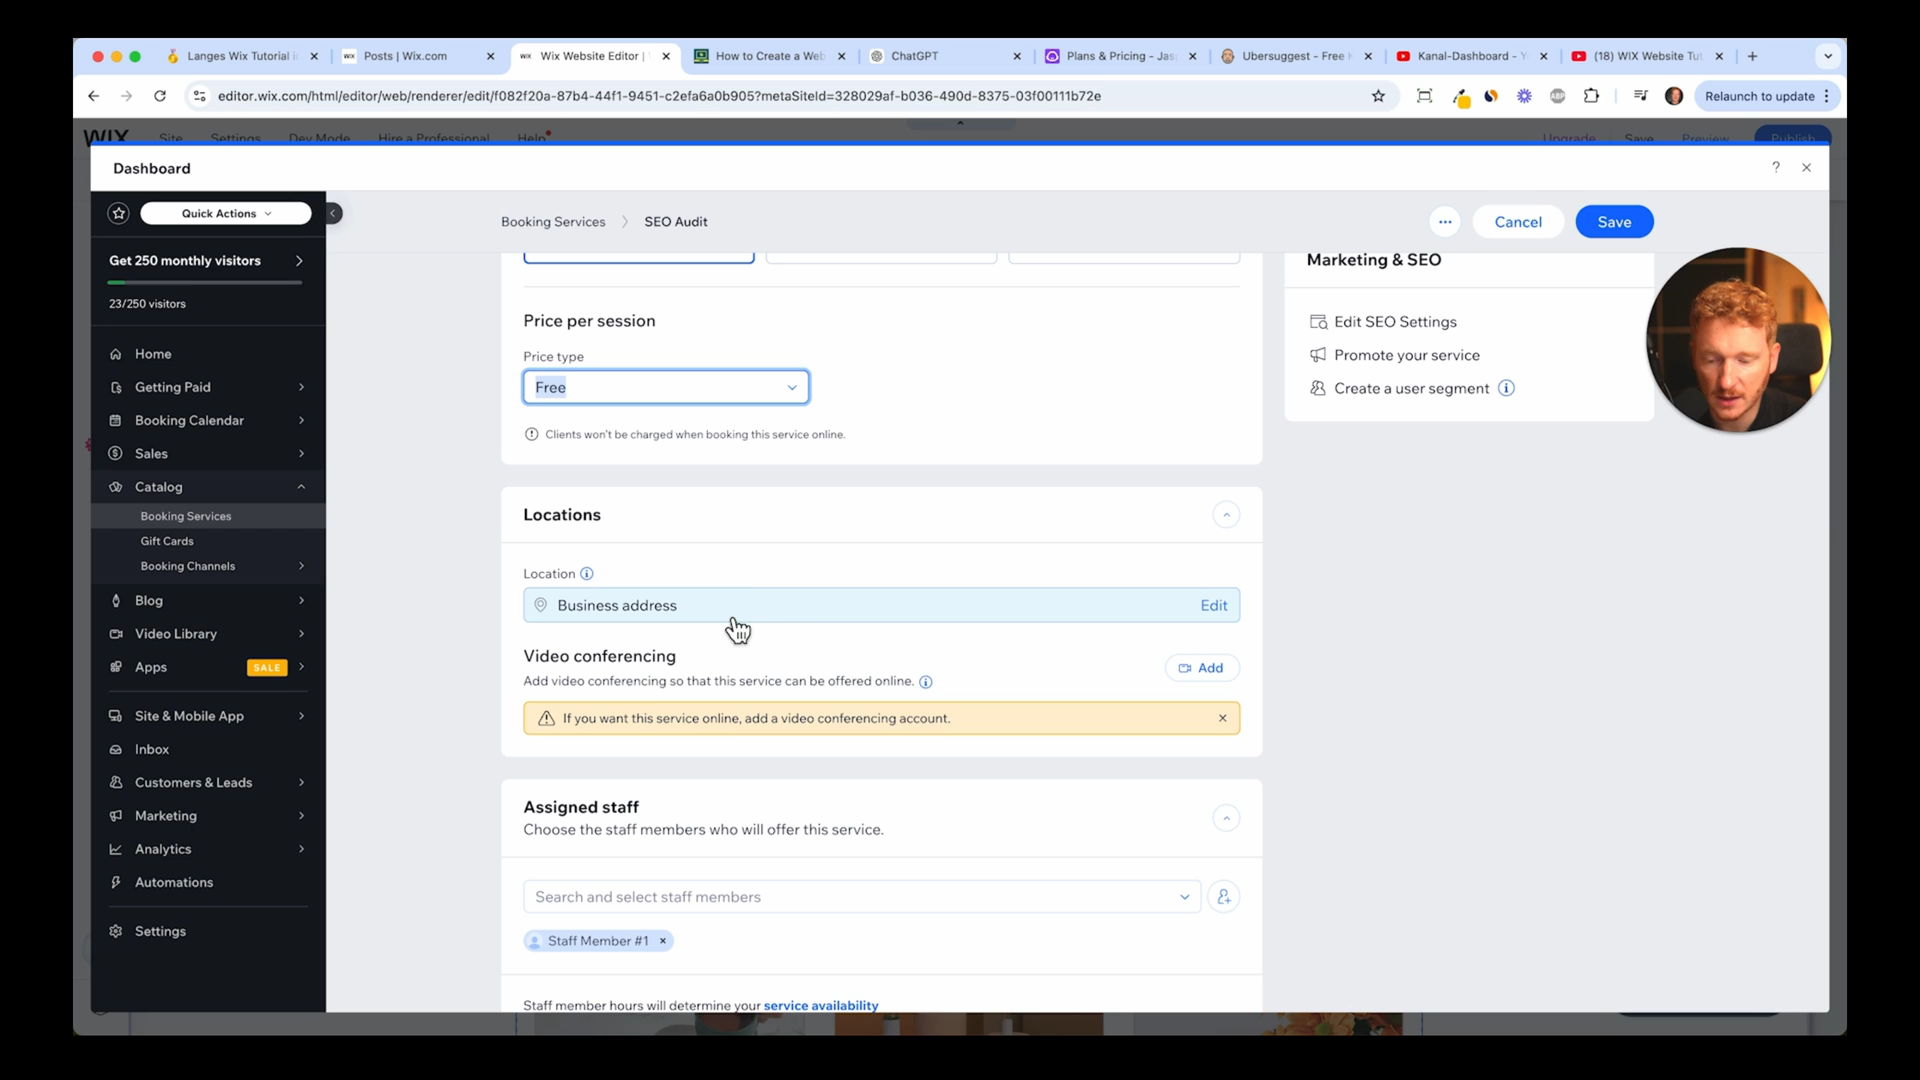 Langes Wix Tutorial i
Posts | Wix.com
Wix Website Editor |
How to Create a Web
ChatGPT
Plans & Pricing - Jas
Ubersuggest - Free
Kanal-Dashboard - Y
(18) WIX Website Tut
editor.wix.com/html/editor/web/renderer/edit/f082f20a-87b4-44f1-9451-c2efa6a0b905?metaSiteId=328029af-b036-490d-8375-03f00111b72e
Relaunch to update
WIX Site Settings Dev Mode Hire a Professional Help Upgrade Save Preview Publish
Dashboard
Quick Actions
Get 250 monthly visitors
23/250 visitors
Home
Getting Paid
Booking Calendar
Sales
Catalog
Booking Services
Gift Cards
Booking Channels
Blog
Video Library
Apps SALE
Site & Mobile App
Inbox
Customers & Leads
Marketing
Analytics
Automations
Settings
Booking Services > SEO Audit
Cancel
Save
Price per session
Price type
Free
Clients won't be charged when booking this service online.
Locations
Location
Business address Edit
Video conferencing
Add video conferencing so that this service can be offered online.
Add
If you want this service online, add a video conferencing account.
Assigned staff
Choose the staff members who will offer this service.
Search and select staff members
Staff Member #1
Staff member hours will determine your service availability
Marketing & SEO
Edit SEO Settings
Promote your service
Create a user segment